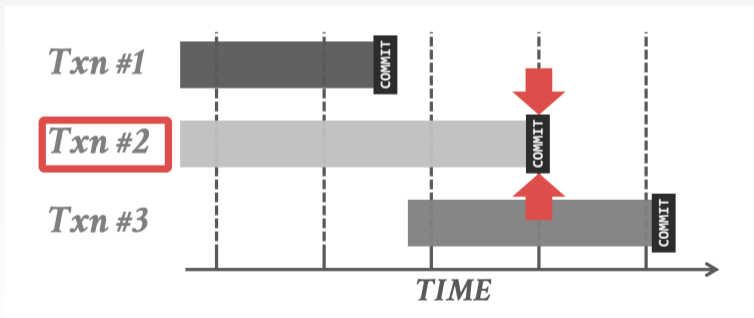 Txn #1
COMMIT
Txn #2
COMMIT
Txn #3
COMMIT
TIME